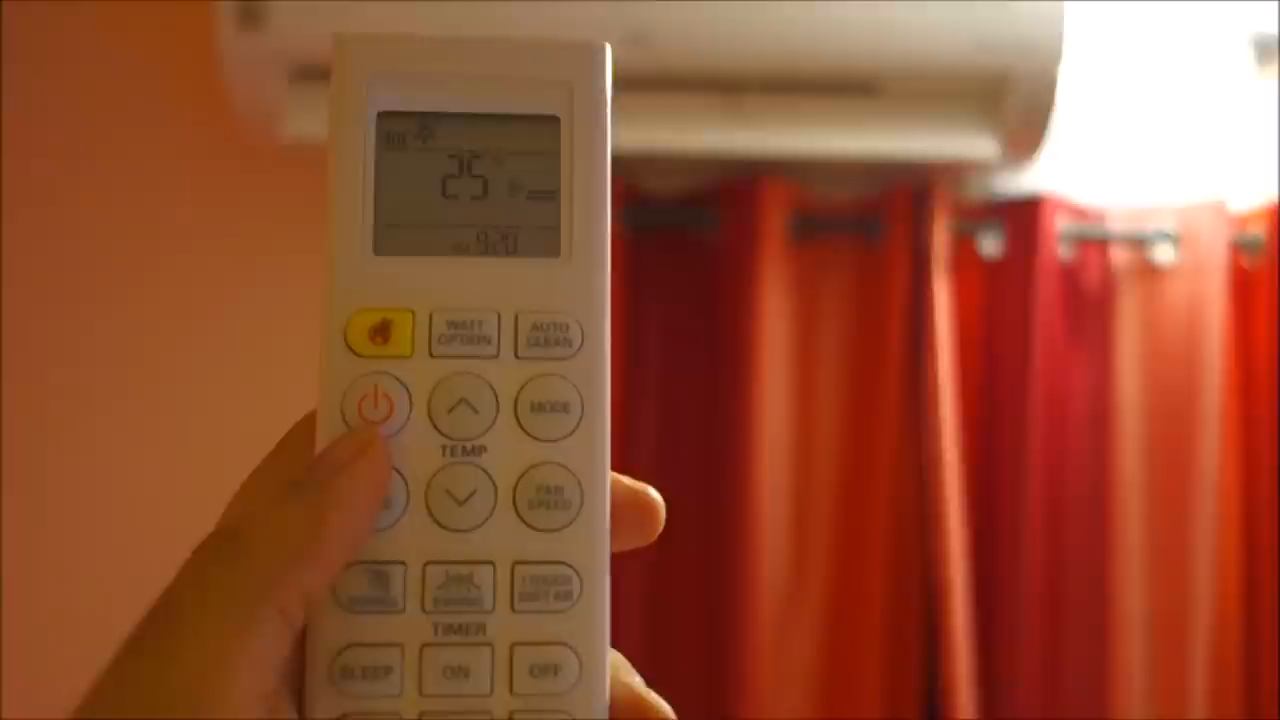 25
9:20
WATT OPTION
AUTO CLEAN
MODE
TEMP
FAN SPEED
TIMER
SLEEP ON OFF